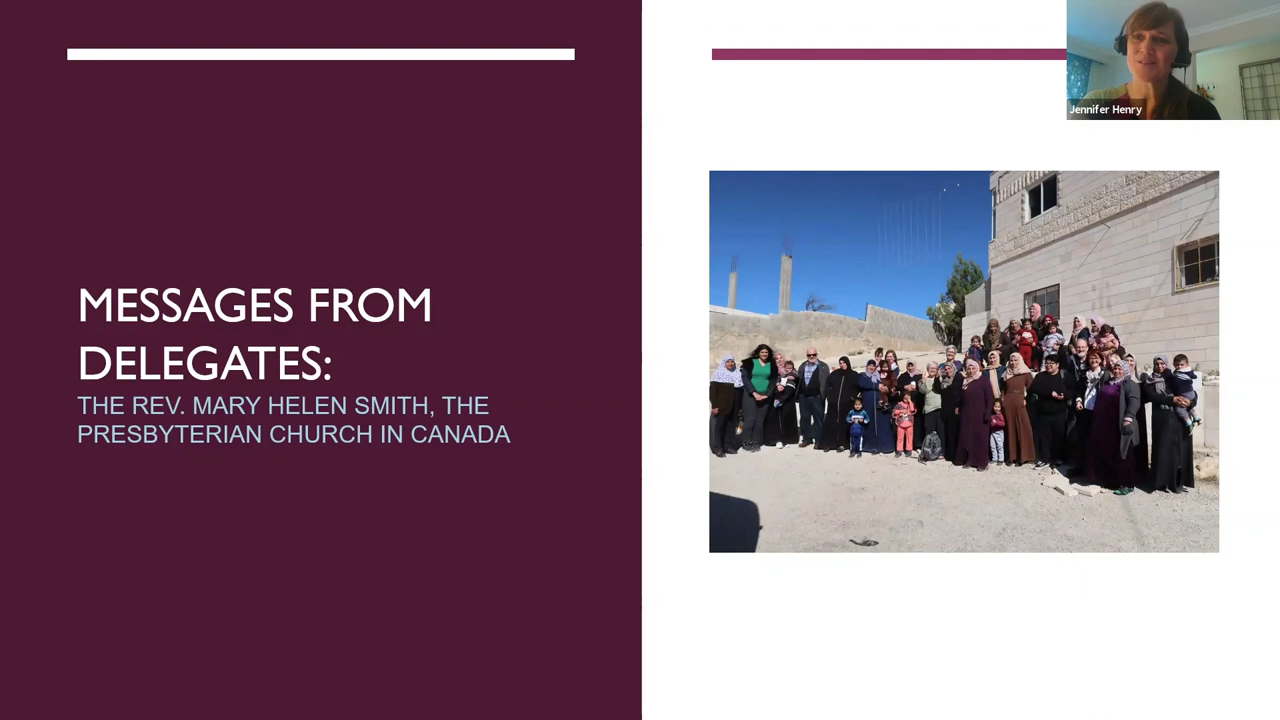 Jennifer Henry
MESSAGES FROM
DELEGATES:
THE REV. MARY HELEN SMITH, THE
PRESBYTERIAN CHURCH IN CANADA